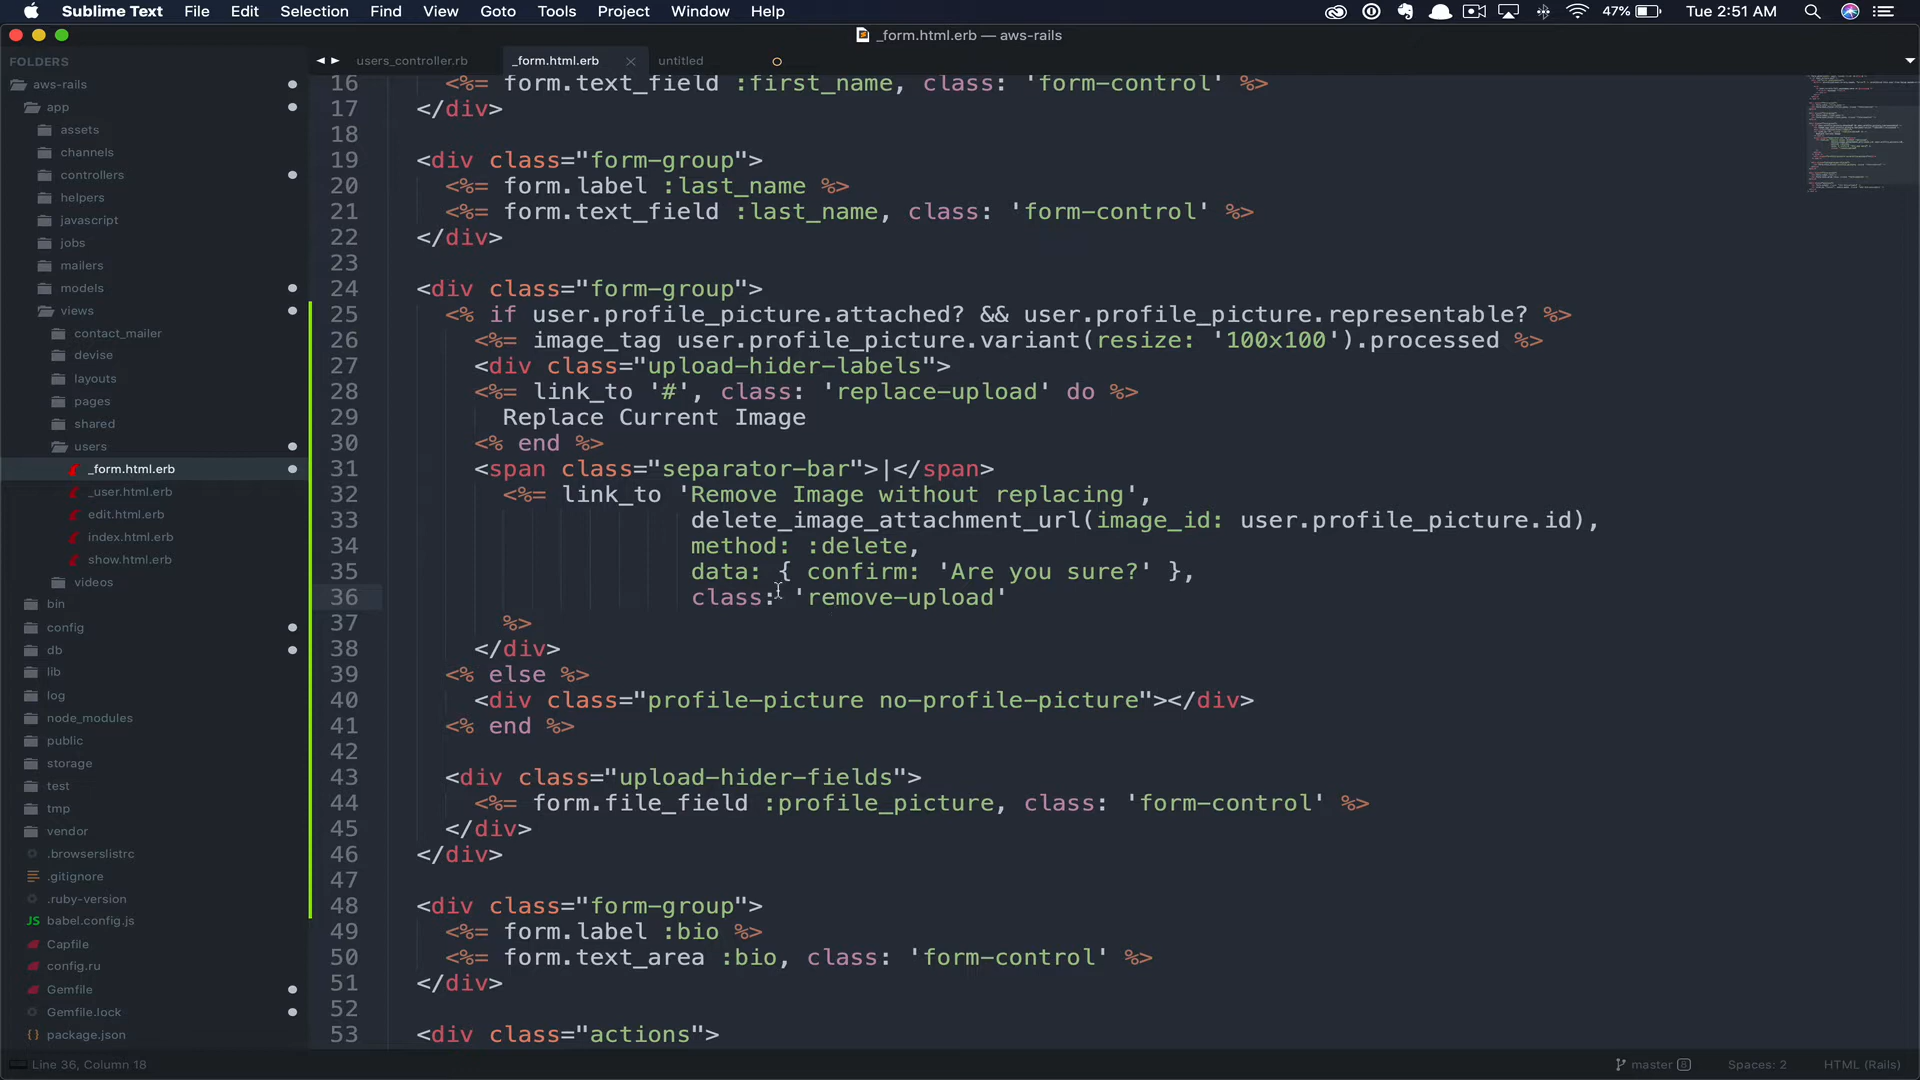 Sublime Text File Edit Selection Find View Goto Tools Project Window Help 47% Tue 2:51 AM
_form.html.erb — aws-rails
FOLDERS
aws-rails
app
assets
channels
controllers
helpers
javascript
jobs
mailers
models
views
contact_mailer
devise
layouts
pages
shared
users
_form.html.erb
_user.html.erb
edit.html.erb
index.html.erb
show.html.erb
videos
bin
config
db
lib
log
node_modules
public
storage
test
tmp
vendor
.browserslistrc
.gitignore
.ruby-version
JS babel.config.js
Capfile
config.ru
Gemfile
Gemfile.lock
package.json
users_controller.rb _form.html.erb untitled
16 <%= form.text_field :first_name, class: 'form-control' %>
17 </div>
18
19 <div class="form-group">
20 <%= form.label :last_name %>
21 <%= form.text_field :last_name, class: 'form-control' %>
22 </div>
23
24 <div class="form-group">
25 <% if user.profile_picture.attached? && user.profile_picture.representable? %>
26 <%= image_tag user.profile_picture.variant(resize: '100x100').processed %>
27 <div class="upload-hider-labels">
28 <%= link_to '#', class: 'replace-upload' do %>
29 Replace Current Image
30 <% end %>
31 <span class="separator-bar">|</span>
32 <%= link_to 'Remove Image without replacing',
33 delete_image_attachment_url(image_id: user.profile_picture.id),
34 method: :delete,
35 data: { confirm: 'Are you sure?' },
36 class: 'remove-upload'
37 %>
38 </div>
39 <% else %>
40 <div class="profile-picture no-profile-picture"></div>
41 <% end %>
42
43 <div class="upload-hider-fields">
44 <%= form.file_field :profile_picture, class: 'form-control' %>
45 </div>
46 </div>
47
48 <div class="form-group">
49 <%= form.label :bio %>
50 <%= form.text_area :bio, class: 'form-control' %>
51 </div>
52
53 <div class="actions">
Line 36, Column 18 master 8 Spaces: 2 HTML (Rails)